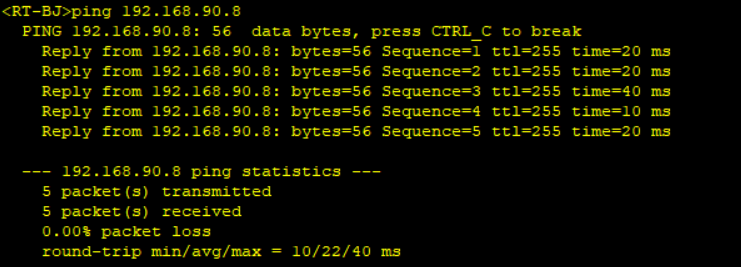 <RT-BJ>ping 192.168.90.8
PING 192.168.90.8: 56  data bytes, press CTRL_C to break
Reply from 192.168.90.8: bytes=56 Sequence=1 ttl=255 time=20 ms
Reply from 192.168.90.8: bytes=56 Sequence=2 ttl=255 time=20 ms
Reply from 192.168.90.8: bytes=56 Sequence=3 ttl=255 time=40 ms
Reply from 192.168.90.8: bytes=56 Sequence=4 ttl=255 time=10 ms
Reply from 192.168.90.8: bytes=56 Sequence=5 ttl=255 time=20 ms
--- 192.168.90.8 ping statistics ---
5 packet(s) transmitted
5 packet(s) received
0.00% packet loss
round-trip min/avg/max = 10/22/40 ms